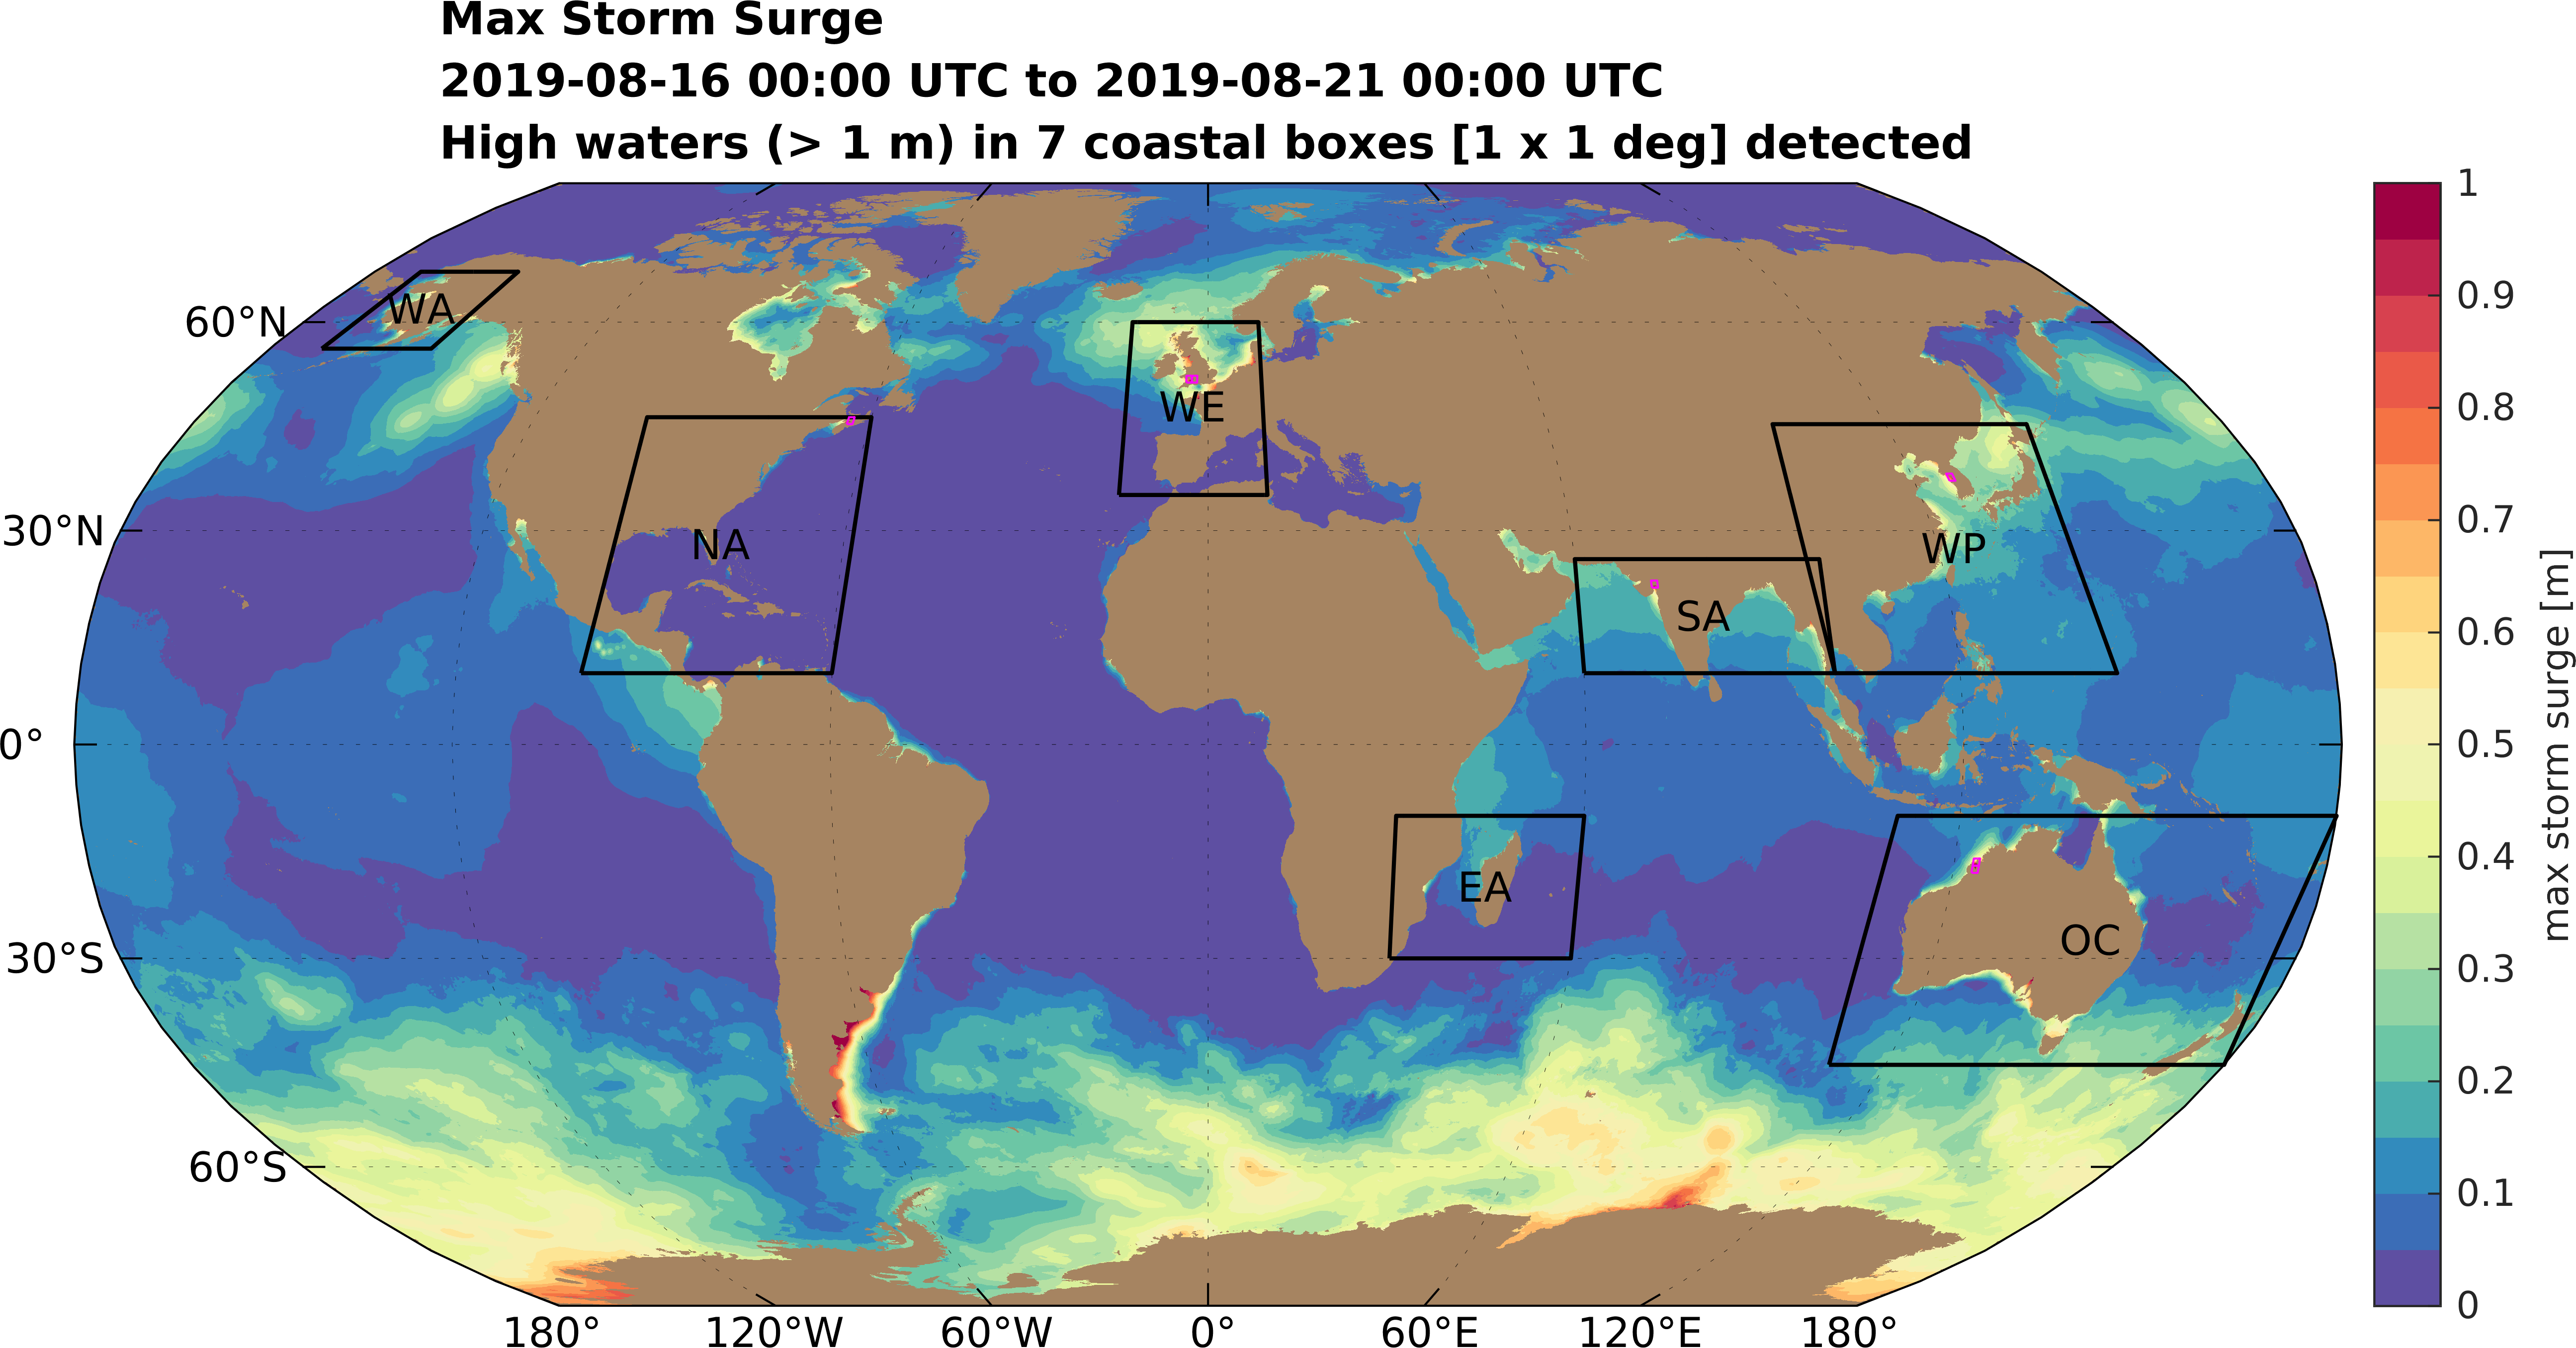 Max Storm Surge
2019-08-16 00:00 UTC to 2019-08-21 00:00 UTC
High waters (> 1 m) in 7 coastal boxes [1 x 1 deg] detected
60°N
30°N
0°
30°S
60°S
WA
WE
NA
WP
SA
EA
OC
180°
120°W
60°W
0°
60°E
120°E
180°
1
0.9
0.8
0.7
0.6
0.5
0.4
0.3
0.2
0.1
0
max storm surge [m]